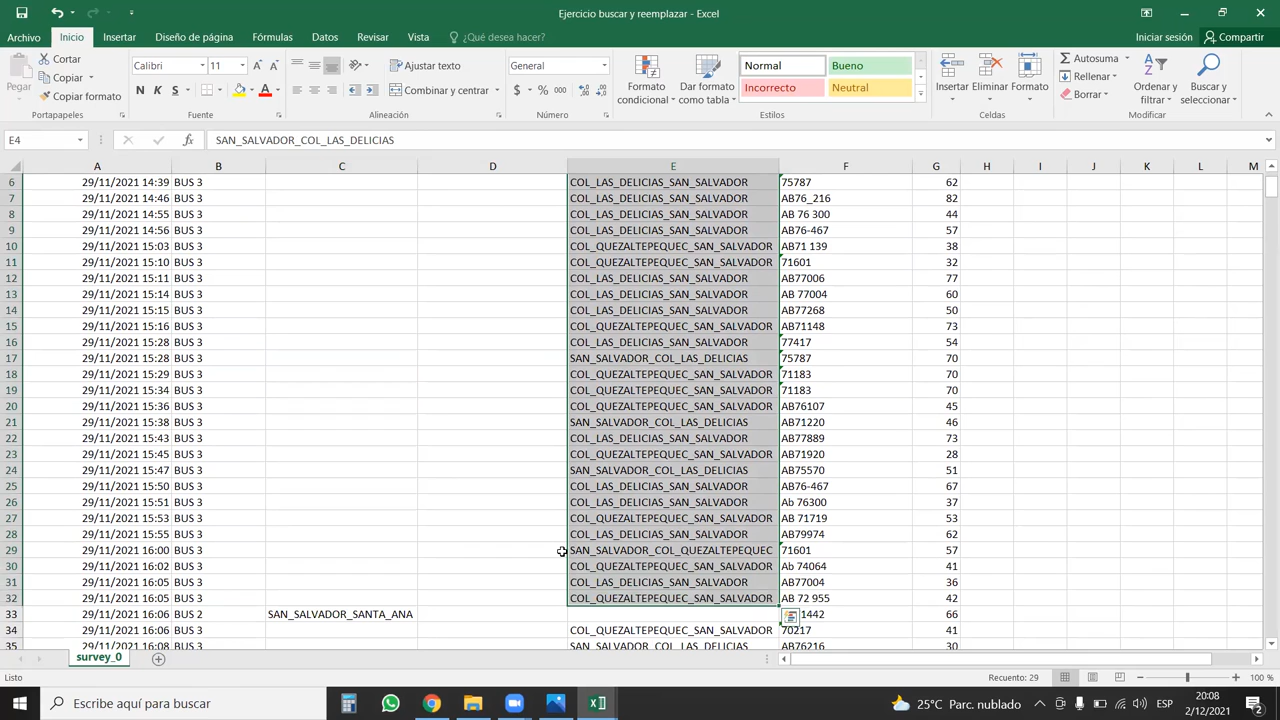 Ejercicio buscar y reemplazar - Excel
Archivo Inicio Insertar Diseño de página Fórmulas Datos Revisar Vista ¿Qué desea hacer? Iniciar sesión Compartir
Pegar Cortar Copiar Copiar formato Portapapeles
Calibri 11 N K S Fuente
Ajustar texto Combinar y centrar Alineación
General $ % 000 Número
Formato condicional Dar formato como tabla Normal Bueno Incorrecto Neutral Estilos
Insertar Eliminar Formato Celdas
Autosuma Rellenar Borrar Ordenar y filtrar Buscar y seleccionar Modificar
E4 fx SAN_SALVADOR_COL_LAS_DELICIAS
A B C D E F G H I J K L M
6 29/11/2021 14:39 BUS 3 COL_LAS_DELICIAS_SAN_SALVADOR 75787 62
7 29/11/2021 14:46 BUS 3 COL_LAS_DELICIAS_SAN_SALVADOR AB76_216 82
8 29/11/2021 14:55 BUS 3 COL_LAS_DELICIAS_SAN_SALVADOR AB 76 300 44
9 29/11/2021 14:56 BUS 3 COL_LAS_DELICIAS_SAN_SALVADOR AB76-467 57
10 29/11/2021 15:03 BUS 3 COL_QUEZALTEPEQUEC_SAN_SALVADOR AB71 139 38
11 29/11/2021 15:10 BUS 3 COL_QUEZALTEPEQUEC_SAN_SALVADOR 71601 32
12 29/11/2021 15:11 BUS 3 COL_LAS_DELICIAS_SAN_SALVADOR AB77006 77
13 29/11/2021 15:14 BUS 3 COL_LAS_DELICIAS_SAN_SALVADOR AB 77004 60
14 29/11/2021 15:15 BUS 3 COL_LAS_DELICIAS_SAN_SALVADOR AB77268 50
15 29/11/2021 15:16 BUS 3 COL_QUEZALTEPEQUEC_SAN_SALVADOR AB71148 73
16 29/11/2021 15:28 BUS 3 COL_LAS_DELICIAS_SAN_SALVADOR 77417 54
17 29/11/2021 15:28 BUS 3 SAN_SALVADOR_COL_LAS_DELICIAS 75787 70
18 29/11/2021 15:29 BUS 3 COL_QUEZALTEPEQUEC_SAN_SALVADOR 71183 70
19 29/11/2021 15:34 BUS 3 COL_QUEZALTEPEQUEC_SAN_SALVADOR 71183 70
20 29/11/2021 15:36 BUS 3 COL_LAS_DELICIAS_SAN_SALVADOR AB76107 45
21 29/11/2021 15:38 BUS 3 SAN_SALVADOR_COL_LAS_DELICIAS AB71220 46
22 29/11/2021 15:43 BUS 3 COL_LAS_DELICIAS_SAN_SALVADOR AB77889 73
23 29/11/2021 15:45 BUS 3 COL_QUEZALTEPEQUEC_SAN_SALVADOR AB71920 28
24 29/11/2021 15:47 BUS 3 SAN_SALVADOR_COL_LAS_DELICIAS AB75570 51
25 29/11/2021 15:50 BUS 3 COL_LAS_DELICIAS_SAN_SALVADOR AB76-467 67
26 29/11/2021 15:51 BUS 3 COL_LAS_DELICIAS_SAN_SALVADOR Ab 76300 37
27 29/11/2021 15:53 BUS 3 COL_QUEZALTEPEQUEC_SAN_SALVADOR AB 71719 53
28 29/11/2021 15:55 BUS 3 COL_LAS_DELICIAS_SAN_SALVADOR AB79974 62
29 29/11/2021 16:00 BUS 3 SAN_SALVADOR_COL_QUEZALTEPEQUEC 71601 57
30 29/11/2021 16:02 BUS 3 COL_QUEZALTEPEQUEC_SAN_SALVADOR Ab 74064 41
31 29/11/2021 16:05 BUS 3 COL_LAS_DELICIAS_SAN_SALVADOR AB77004 36
32 29/11/2021 16:05 BUS 3 COL_QUEZALTEPEQUEC_SAN_SALVADOR AB 72 955 42
33 29/11/2021 16:06 BUS 2 SAN_SALVADOR_SANTA_ANA 1442 66
34 29/11/2021 16:06 BUS 3 COL_QUEZALTEPEQUEC_SAN_SALVADOR 70217 41
35 29/11/2021 16:08 BUS 3 SAN_SALVADOR_COL_LAS_DELICIAS AB76216 30
survey_0
Listo Recuento: 29 100 %
Escribe aquí para buscar 25°C Parc. nublado ESP 20:08
2/12/2021 2